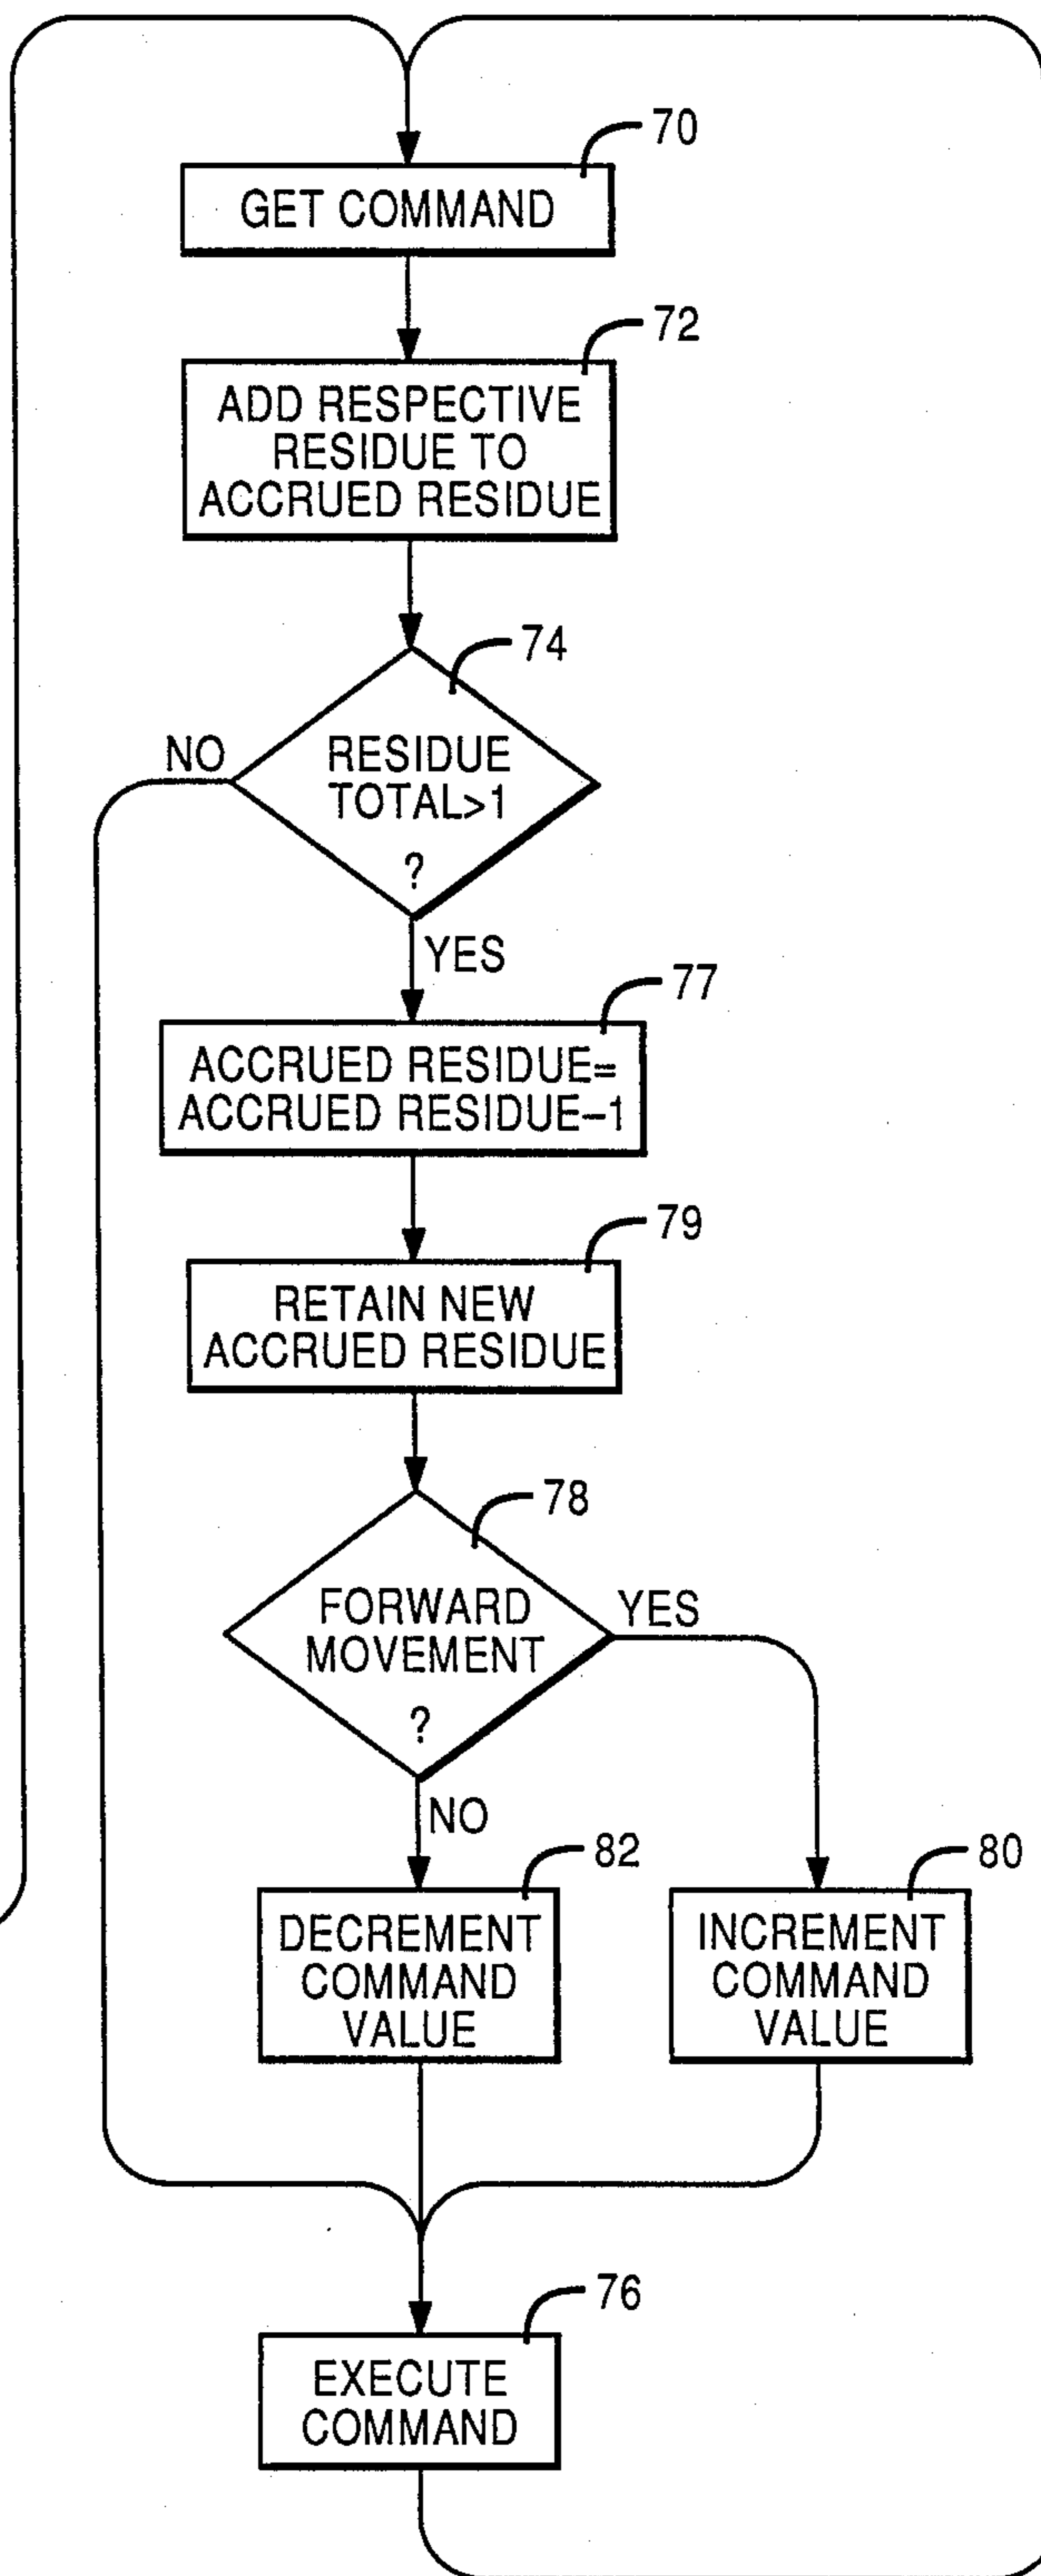 70
GET COMMAND
72
ADD RESPECTIVE
RESIDUE TO
ACCRUED RESIDUE
74
NO
RESIDUE
TOTAL>1
?
YES
77
ACCRUED RESIDUE=
ACCRUED RESIDUE–1
79
RETAIN NEW
ACCRUED RESIDUE
78
FORWARD
MOVEMENT
?
YES
NO
82
DECREMENT
COMMAND
VALUE
80
INCREMENT
COMMAND
VALUE
76
EXECUTE
COMMAND